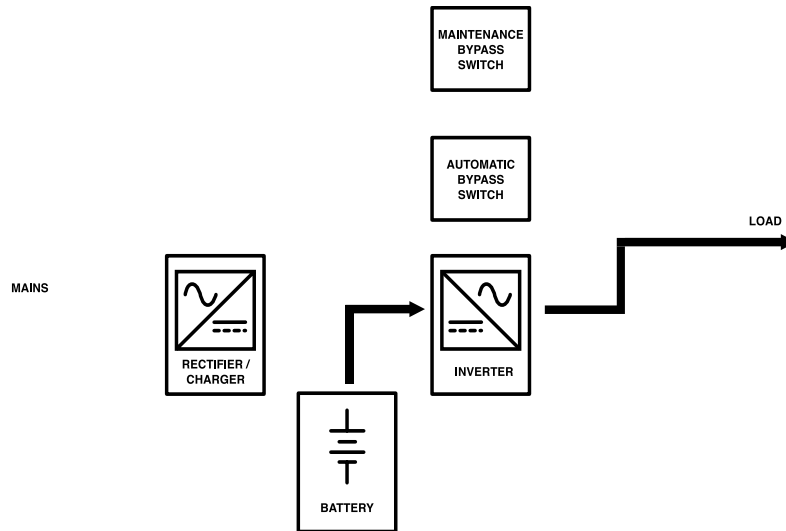 MAINTENANCE
BYPASS
SWITCH
AUTOMATIC
BYPASS
SWITCH
LOAD
MAINS
RECTIFIER /
CHARGER
INVERTER
BATTERY